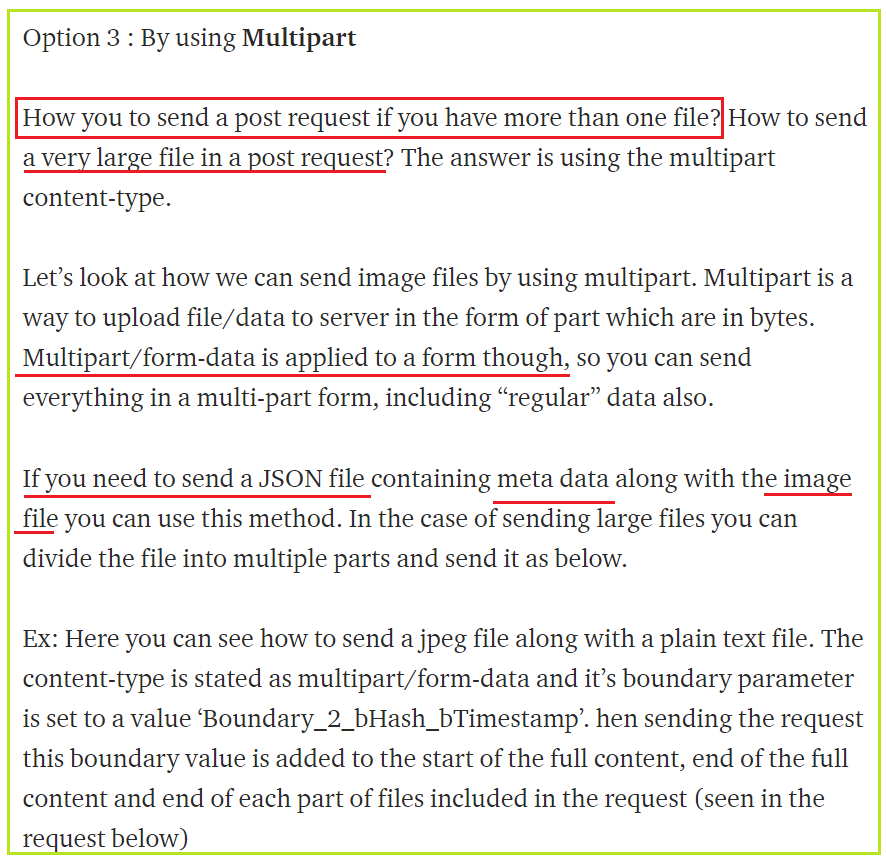 Option 3 : By using Multipart
How you to send a post request if you have more than one file? How to send
a very large file in a post request? The answer is using the multipart
content-type.
Let’s look at how we can send image files by using multipart. Multipart is a
way to upload file/data to server in the form of part which are in bytes.
Multipart/form-data is applied to a form though, so you can send
everything in a multi-part form, including “regular” data also.
If you need to send a JSON file containing meta data along with the image
file you can use this method. In the case of sending large files you can
divide the file into multiple parts and send it as below.
Ex: Here you can see how to send a jpeg file along with a plain text file. The
content-type is stated as multipart/form-data and it’s boundary parameter
is set to a value ‘Boundary_2_bHash_bTimestamp’. hen sending the request
this boundary value is added to the start of the full content, end of the full
content and end of each part of files included in the request (seen in the
request below)